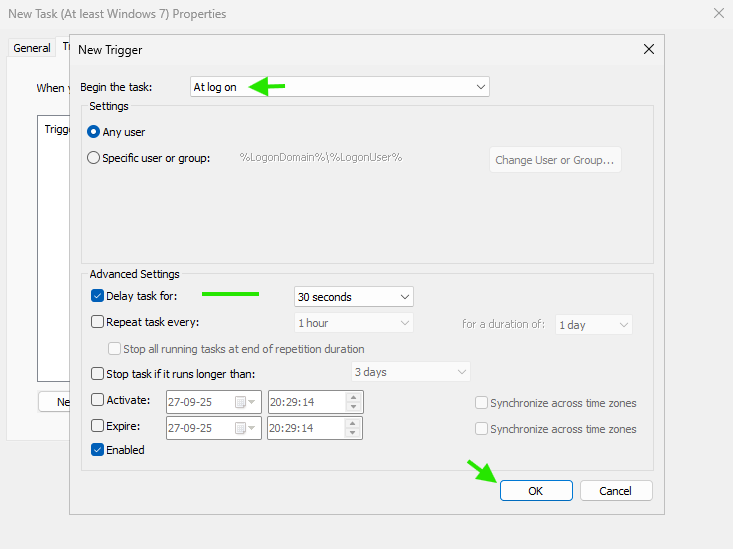 New Task (At least Windows 7) Properties
General
New Trigger
When
Begin the task: At log on
Settings
Any user
Specific user or group: %LogonDomain%\%LogonUser% Change User or Group...
Advanced Settings
Delay task for: 30 seconds
Repeat task every: 1 hour for a duration of: 1 day
Stop all running tasks at end of repetition duration
Stop task if it runs longer than: 3 days
Activate: 27-09-25 20:29:14 Synchronize across time zones
Expire: 27-09-25 20:29:14 Synchronize across time zones
Enabled
OK Cancel